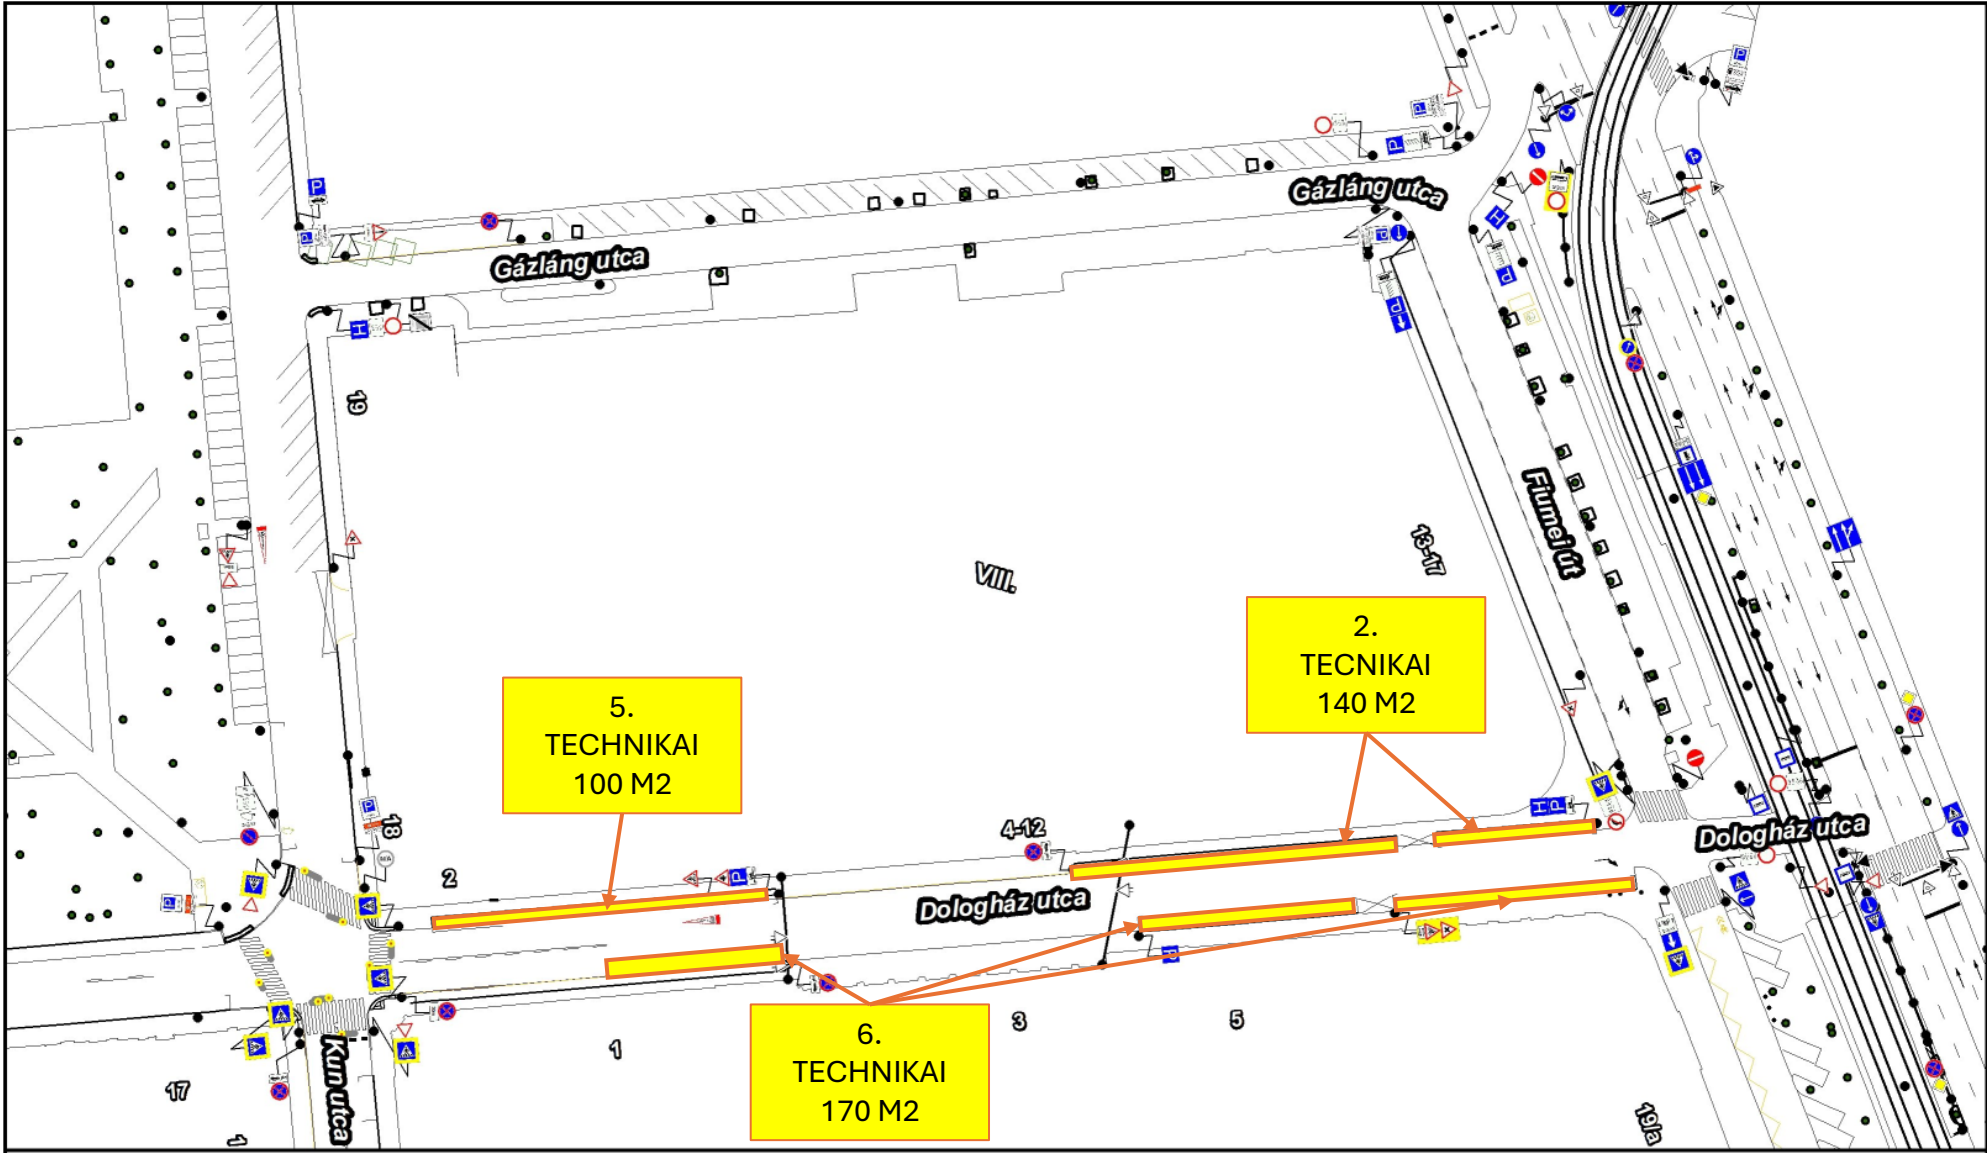 Gázláng utca
Gázláng utca
P
P
P
P
P
H
H
P
P
19
VIII.
13-17
Fiumei út
2.
TECNIKAI
140 M2
5.
TECHNIKAI
100 M2
18
4-12
H
P
Dologház utca
2
P
Dologház utca
P
H
6.
TECHNIKAI
170 M2
1
3
5
Kun utca
17
1
19/a